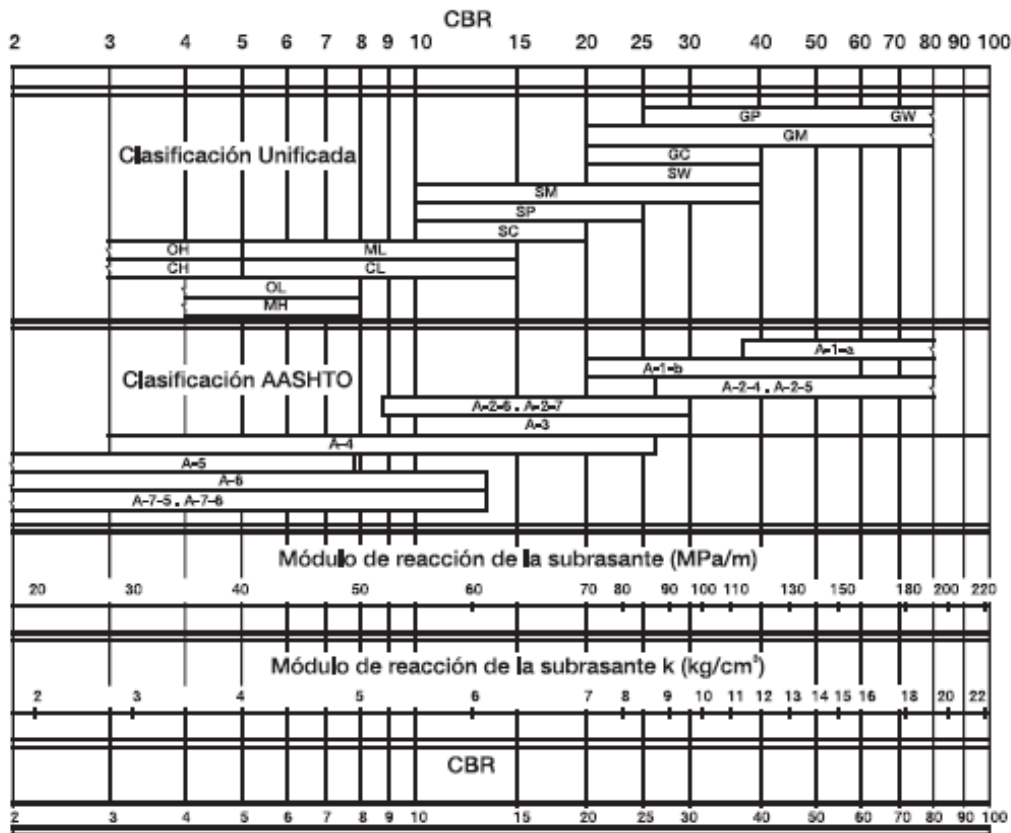 CBR
2 3 4 5 6 7 8 9 10 15 20 25 30 40 50 60 70 80 90 100
GP GW
GM
Clasificación Unificada
GC
SW
SM
SP
SC
OH ML
CH CL
OL
MH
A-1-a
A-1-b
Clasificación AASHTO
A-2-4 . A-2-5
A-2-6 . A-2-7
A-3
A-4
A-5
A-6
A-7-5 . A-7-6
Módulo de reacción de la subrasante (MPa/m)
20 30 40 50 60 70 80 90 100 110 130 150 180 200 220
Módulo de reacción de la subrasante k (kg/cm³)
2 3 4 5 6 7 8 9 10 11 12 13 14 15 16 18 20 22
CBR
2 3 4 5 6 7 8 9 10 15 20 25 30 40 50 60 70 80 90 100